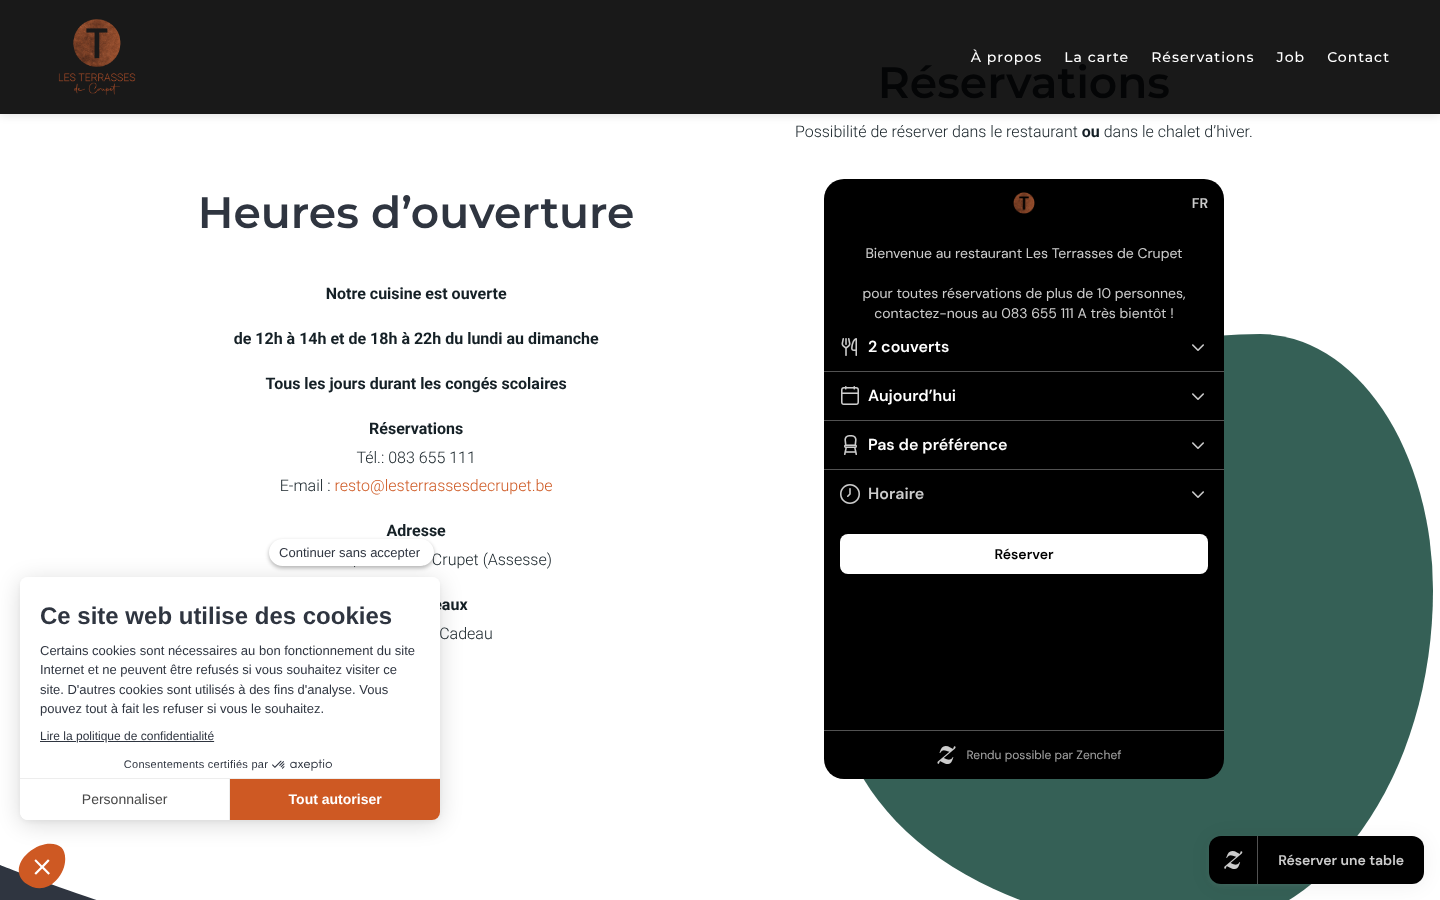 T
LES TERRASSES
de Crupet
À propos
La carte
Réservations
Job
Contact
Réservations
Possibilité de réserver dans le restaurant ou dans le chalet d’hiver.
Heures d’ouverture
Notre cuisine est ouverte
de 12h à 14h et de 18h à 22h du lundi au dimanche
Tous les jours durant les congés scolaires
Réservations
Tél.: 083 655 111
E-mail : resto@lesterrassesdecrupet.be
Adresse
Crupet (Assesse)
Cadeau
Continuer sans accepter
Ce site web utilise des cookies
Certains cookies sont nécessaires au bon fonctionnement du site
Internet et ne peuvent être refusés si vous souhaitez visiter ce
site. D'autres cookies sont utilisés à des fins d'analyse. Vous
pouvez tout à fait les refuser si vous le souhaitez.
Lire la politique de confidentialité
Consentements certifiés par axeptio
Personnaliser
Tout autoriser
T
FR
Bienvenue au restaurant Les Terrasses de Crupet
pour toutes réservations de plus de 10 personnes,
contactez-nous au 083 655 111 A très bientôt !
2 couverts
Aujourd’hui
Pas de préférence
Horaire
Réserver
Rendu possible par Zenchef
Réserver une table